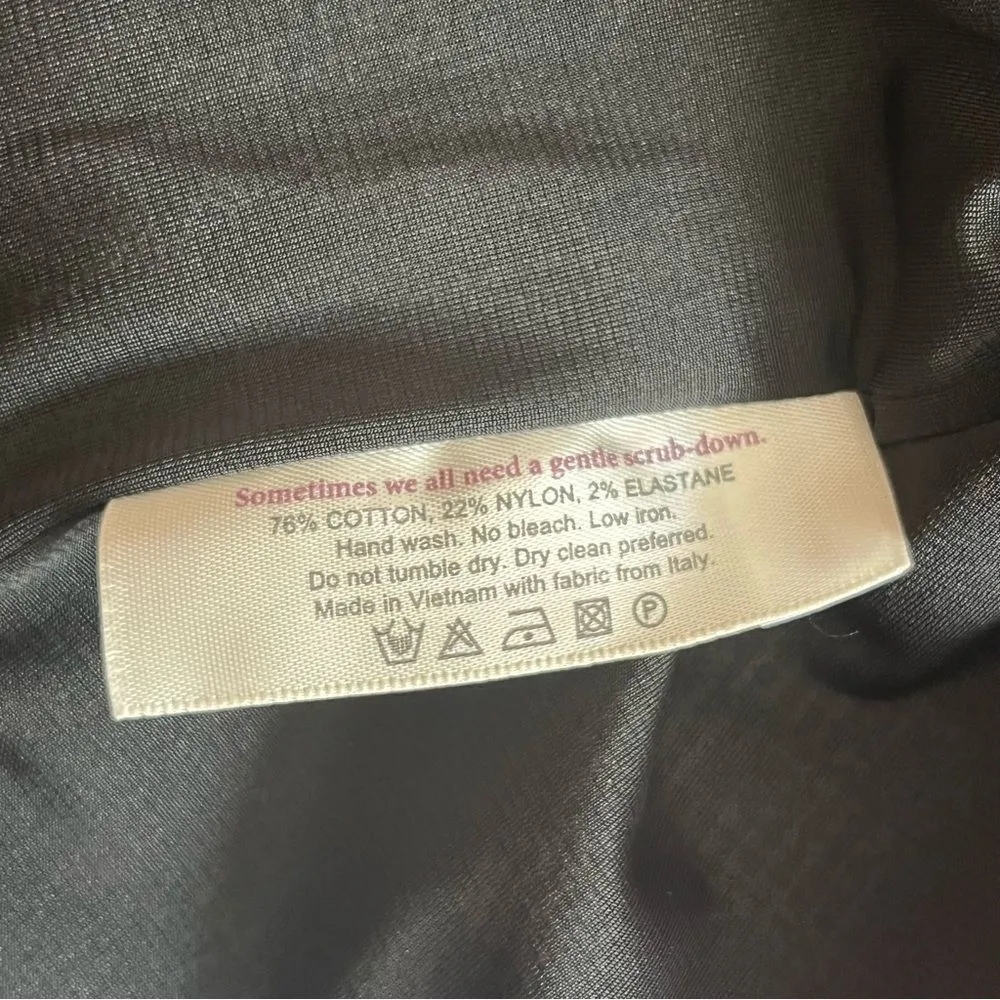 Sometimes we all need a gentle scrub-down.
76% COTTON, 22% NYLON, 2% ELASTANE
Hand wash. No bleach. Low iron.
Do not tumble dry. Dry clean preferred.
Made in Vietnam with fabric from Italy.
P